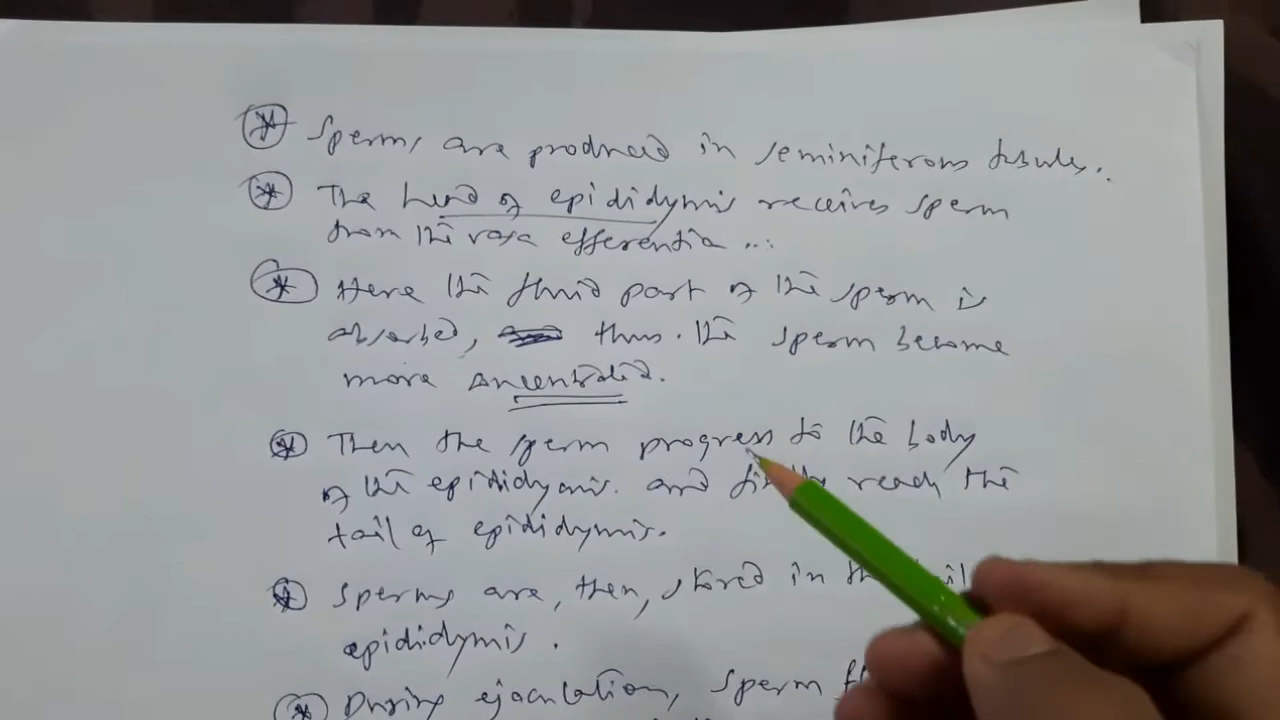 Sperms are produced in seminiferous tubules..
The head of epididymis receives sperm
from the vasa efferentia ...
Here the fluid part of the sperm is
absorbed, thus the sperm become
more concentrated.
Then the sperm progress to the body
of the epididymis. and finally reach the
tail of epididymis.
Sperms are, then, stored in the tail
epididymis.
During ejaculation, sperm